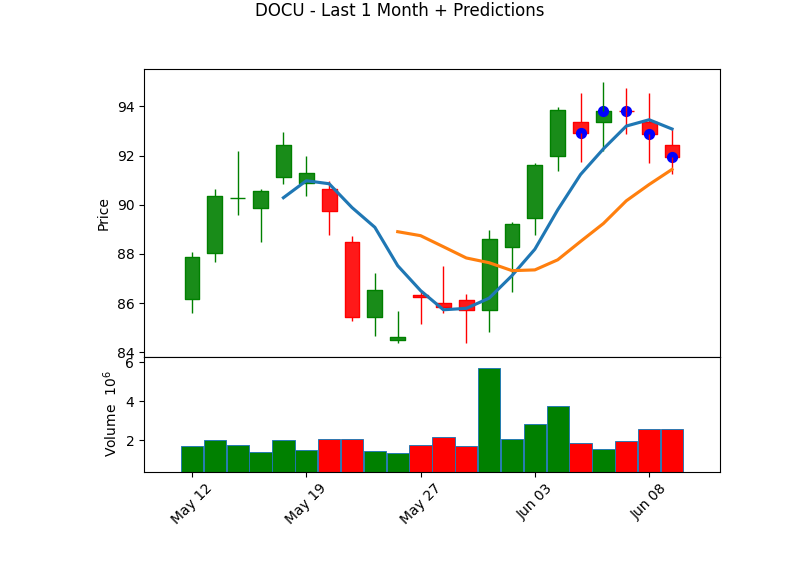 DOCU - Last 1 Month + Predictions
94
92
90
88
86
84
Price
6
4
2
Volume 10^6
May 12
May 19
May 27
Jun 03
Jun 08